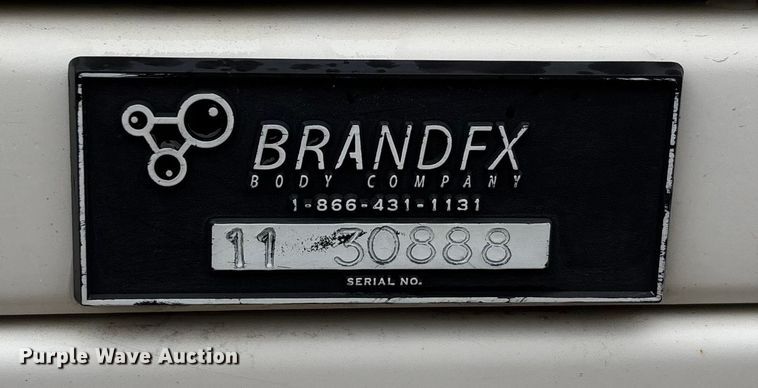 BRANDFX
BODY COMPANY
1-866-431-1131
11 30888
SERIAL NO.
Purple Wave Auction